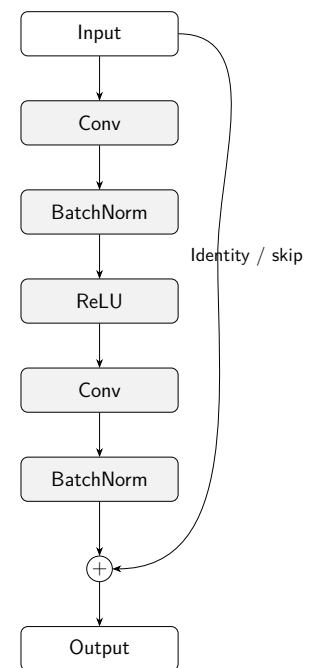 Input
Conv
BatchNorm
Identity / skip
ReLU
Conv
BatchNorm
+
Output